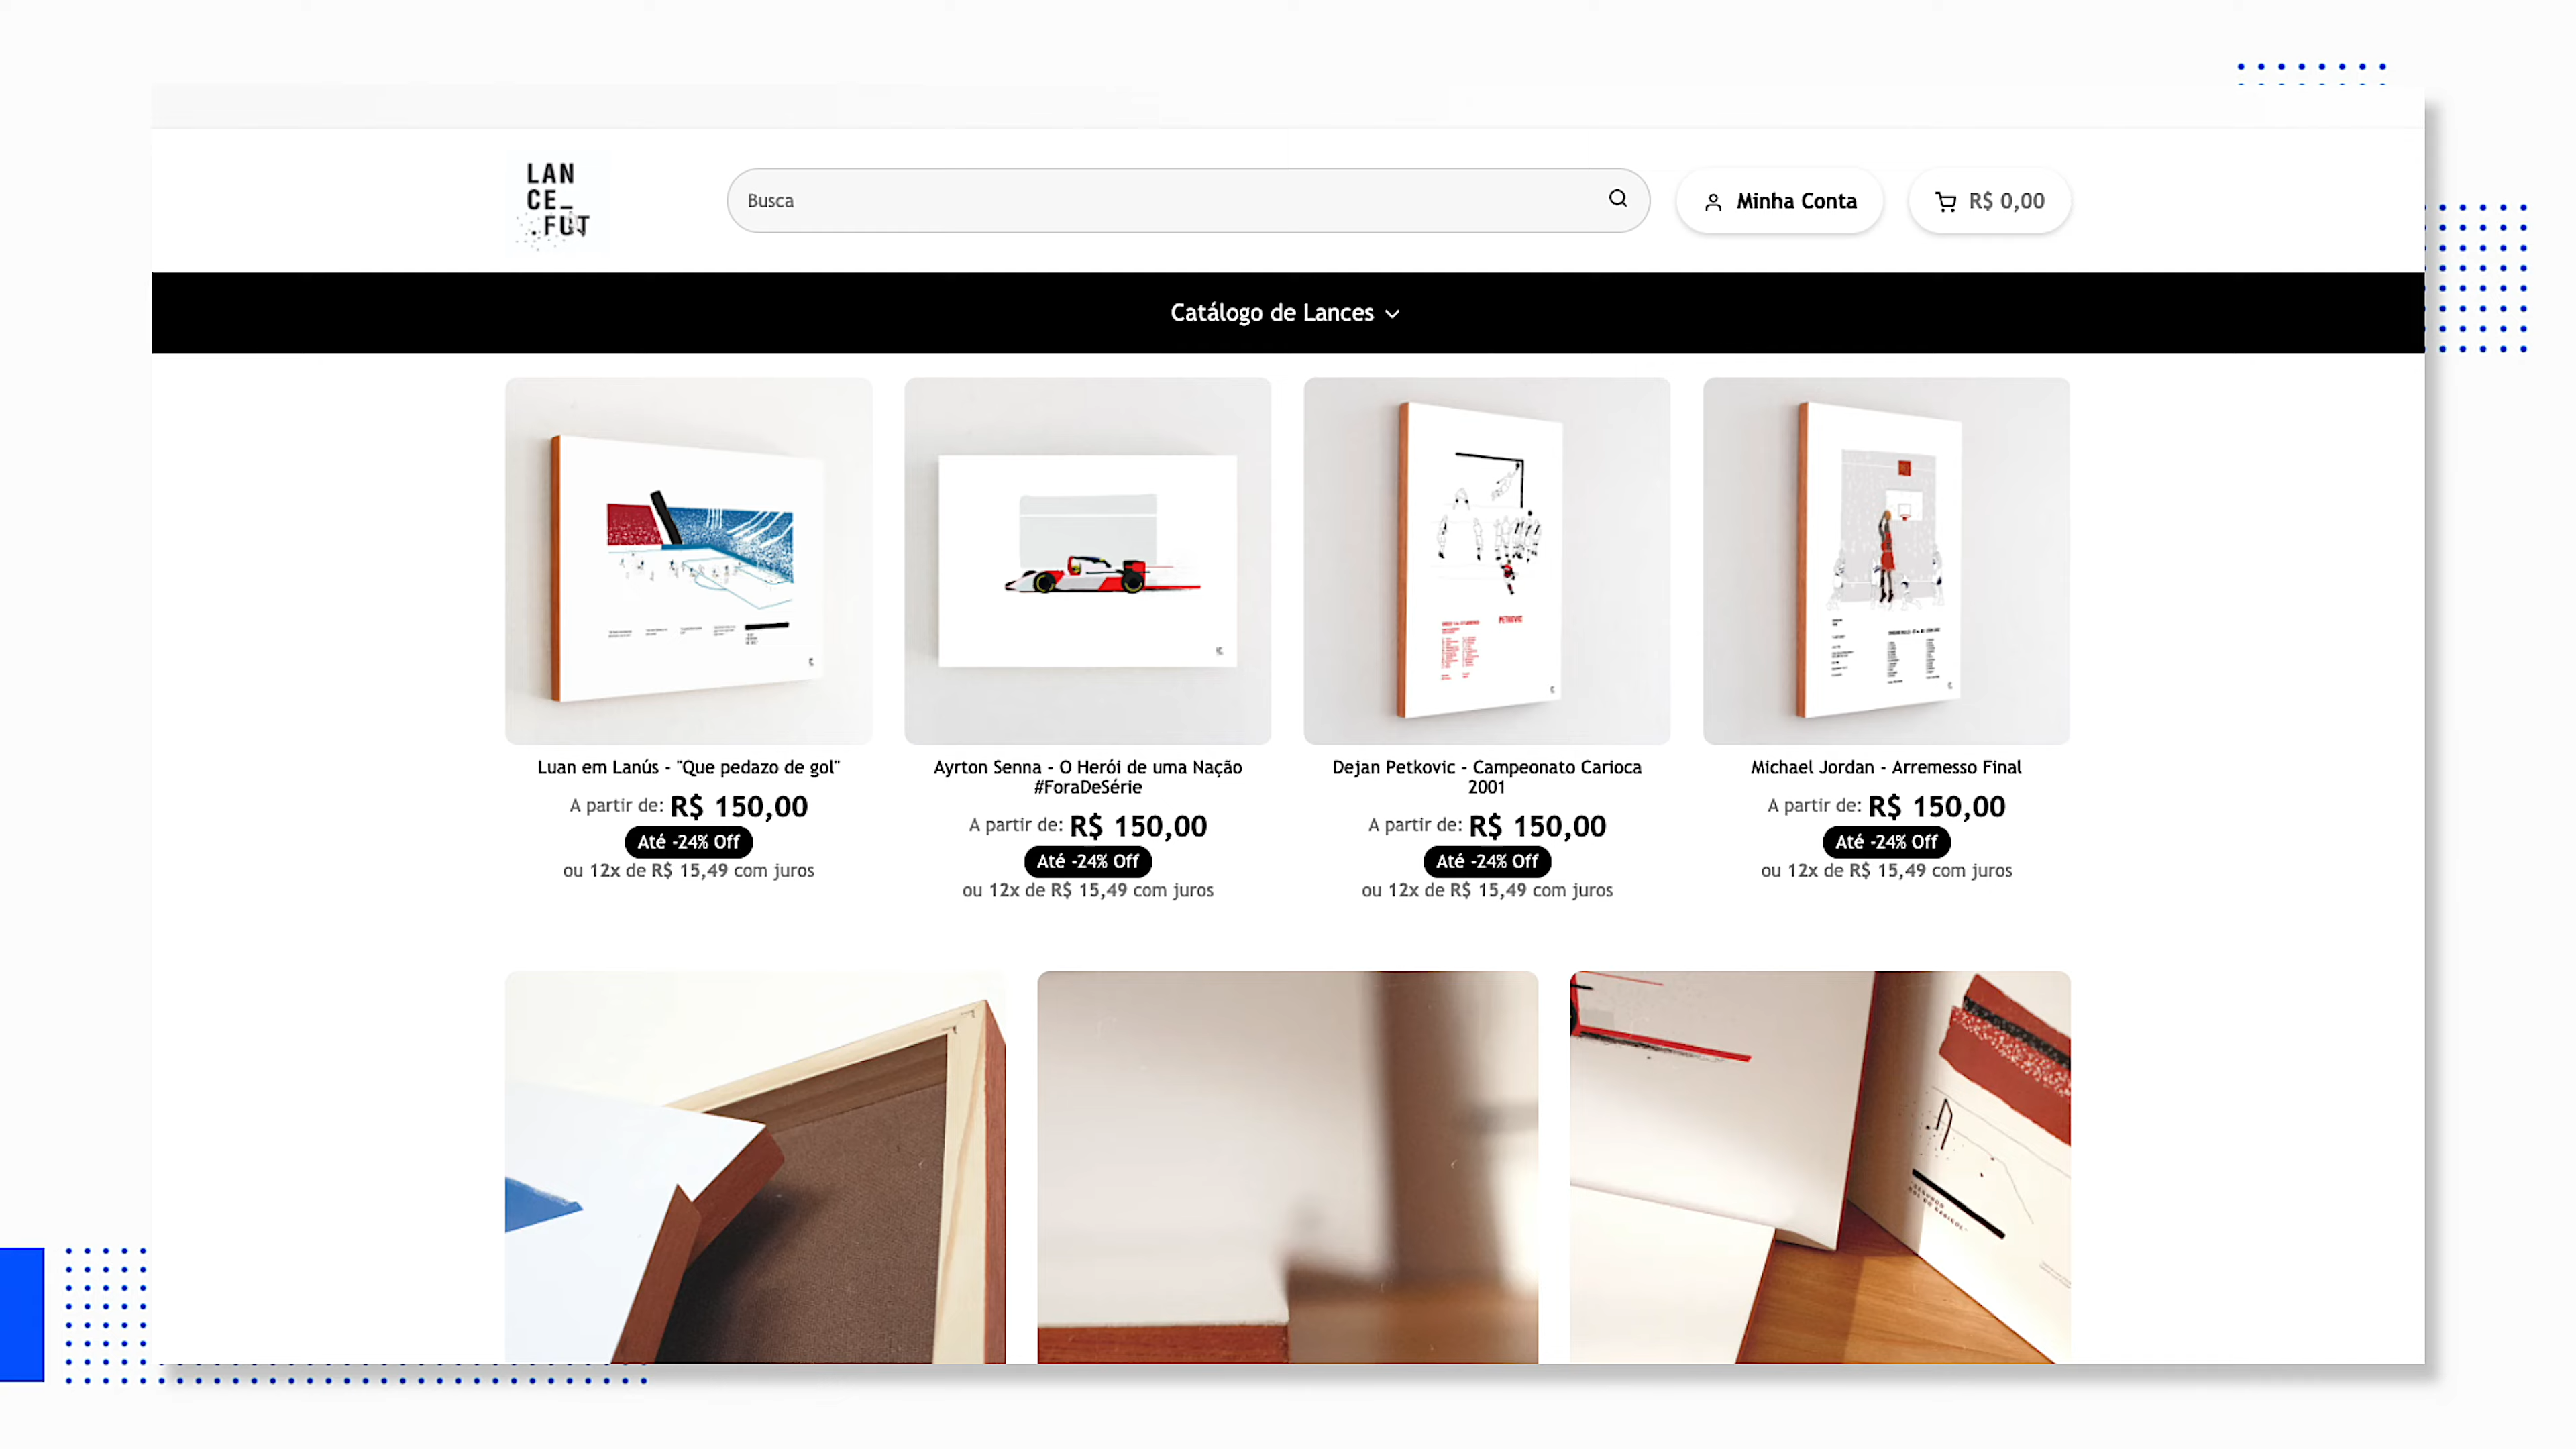 LAN
CE_
.FUT
Busca
Minha Conta
R$ 0,00
Catálogo de Lances
PETKOVIC
Luan em Lanús - "Que pedazo de gol"
A partir de: R$ 150,00
Até -24% Off
ou 12x de R$ 15,49 com juros
Ayrton Senna - O Herói de uma Nação
#ForaDeSérie
A partir de: R$ 150,00
Até -24% Off
ou 12x de R$ 15,49 com juros
Dejan Petkovic - Campeonato Carioca
2001
A partir de: R$ 150,00
Até -24% Off
ou 12x de R$ 15,49 com juros
Michael Jordan - Arremesso Final
A partir de: R$ 150,00
Até -24% Off
ou 12x de R$ 15,49 com juros